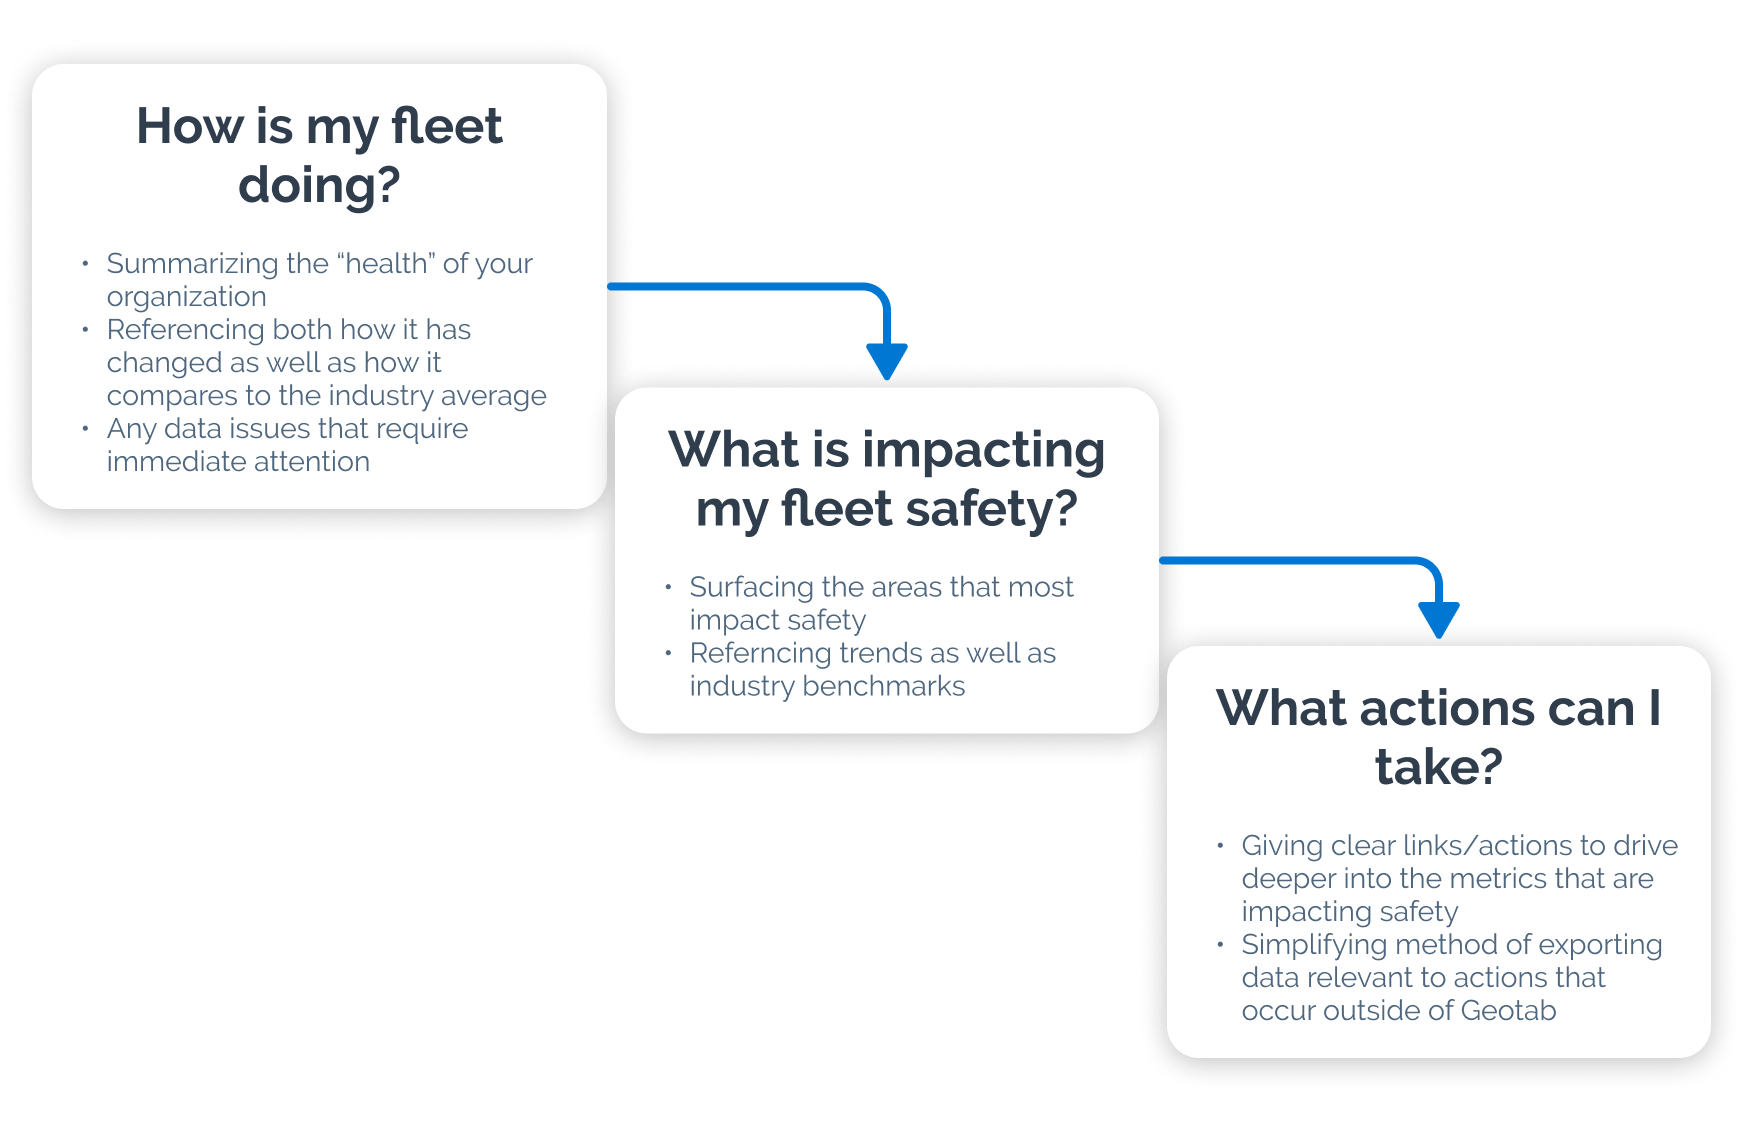 How is my fleet
doing?
• Summarizing the “health” of your
organization
• Referencing both how it has
changed as well as how it
compares to the industry average
• Any data issues that require
immediate attention
What is impacting
my fleet safety?
• Surfacing the areas that most
impact safety
• Referncing trends as well as
industry benchmarks
What actions can I
take?
• Giving clear links/actions to drive
deeper into the metrics that are
impacting safety
• Simplifying method of exporting
data relevant to actions that
occur outside of Geotab